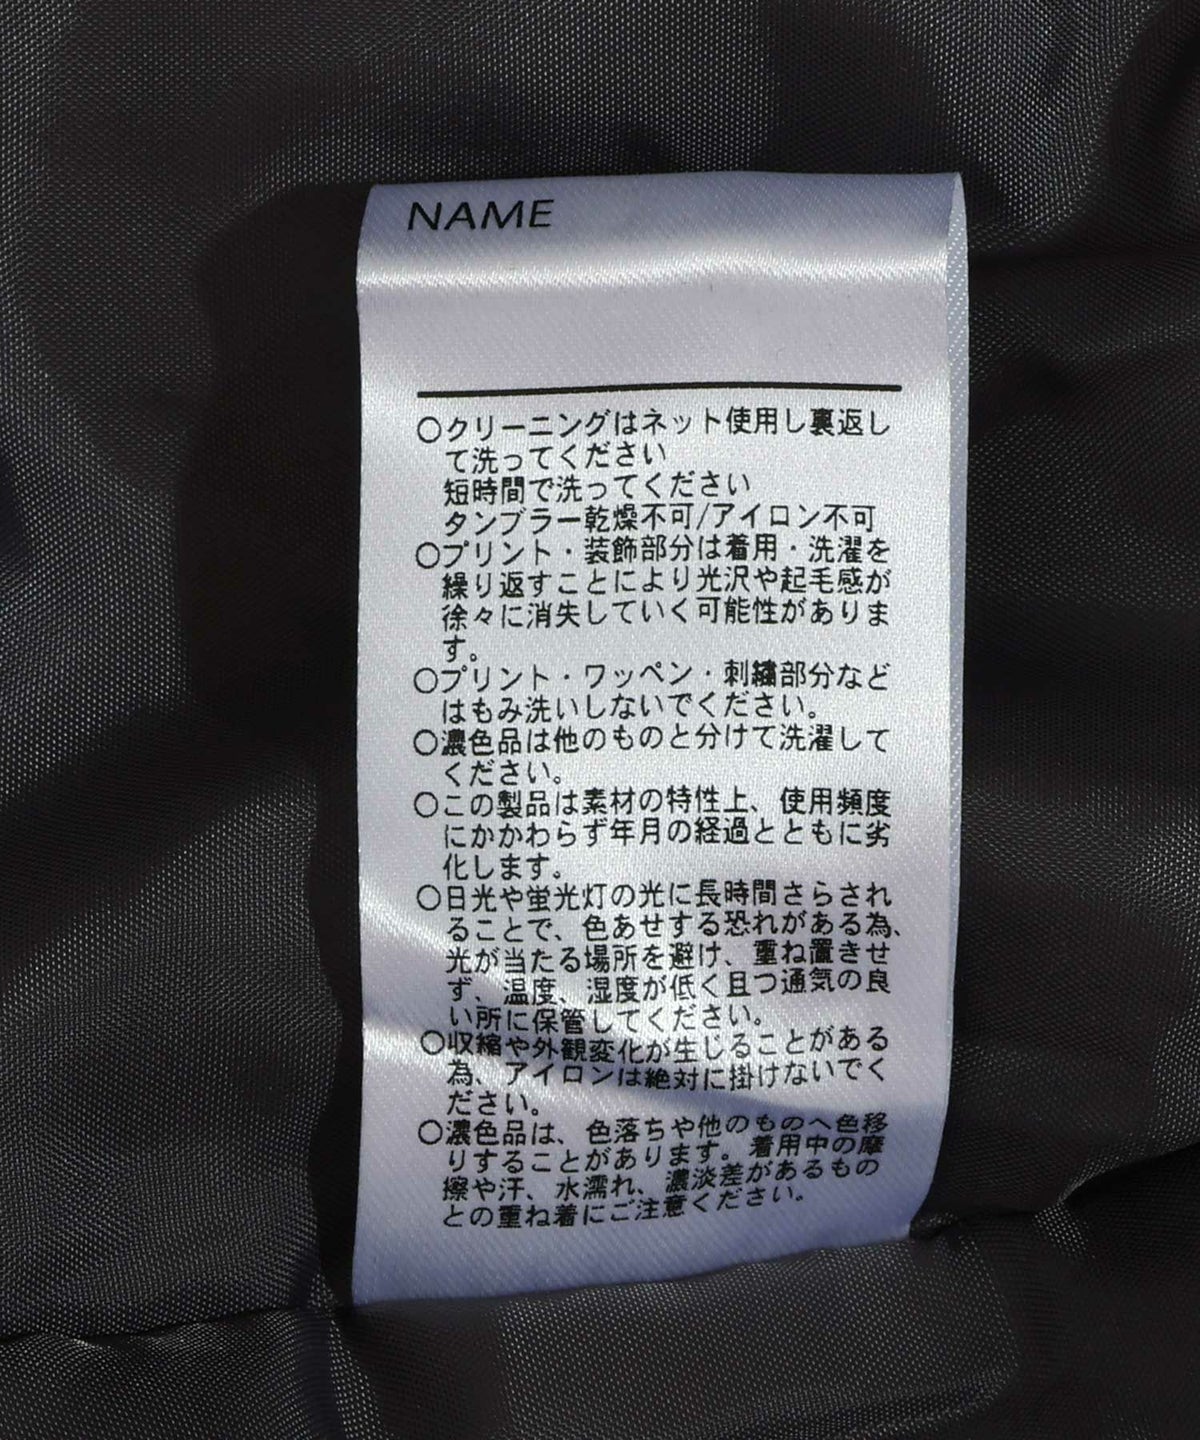 NAME
○クリーニングはネット使用し裏返し
て洗ってください
短時間で洗ってください
タンブラー乾燥不可/アイロン不可
○プリント・装飾部分は着用・洗濯を
繰り返すことにより光沢や起毛感が
徐々に消失していく可能性がありま
す。
○プリント・ワッペン・刺繍部分など
はもみ洗いしないでください。
○濃色品は他のものと分けて洗濯して
ください。
○この製品は素材の特性上、使用頻度
にかかわらず年月の経過とともに劣
化します。
○日光や蛍光灯の光に長時間さらされ
ることで、色あせする恐れがある為、
光が当たる場所を避け、重ね置きせ
ず、温度、湿度が低く且つ通気の良
い所に保管してください。
○収縮や外観変化が生じることがある
為、アイロンは絶対に掛けないでく
ださい。
○濃色品は、色落ちや他のものへ色移
りすることがあります。着用中の摩
擦や汗、水濡れ、濃淡差があるもの
との重ね着にご注意ください。